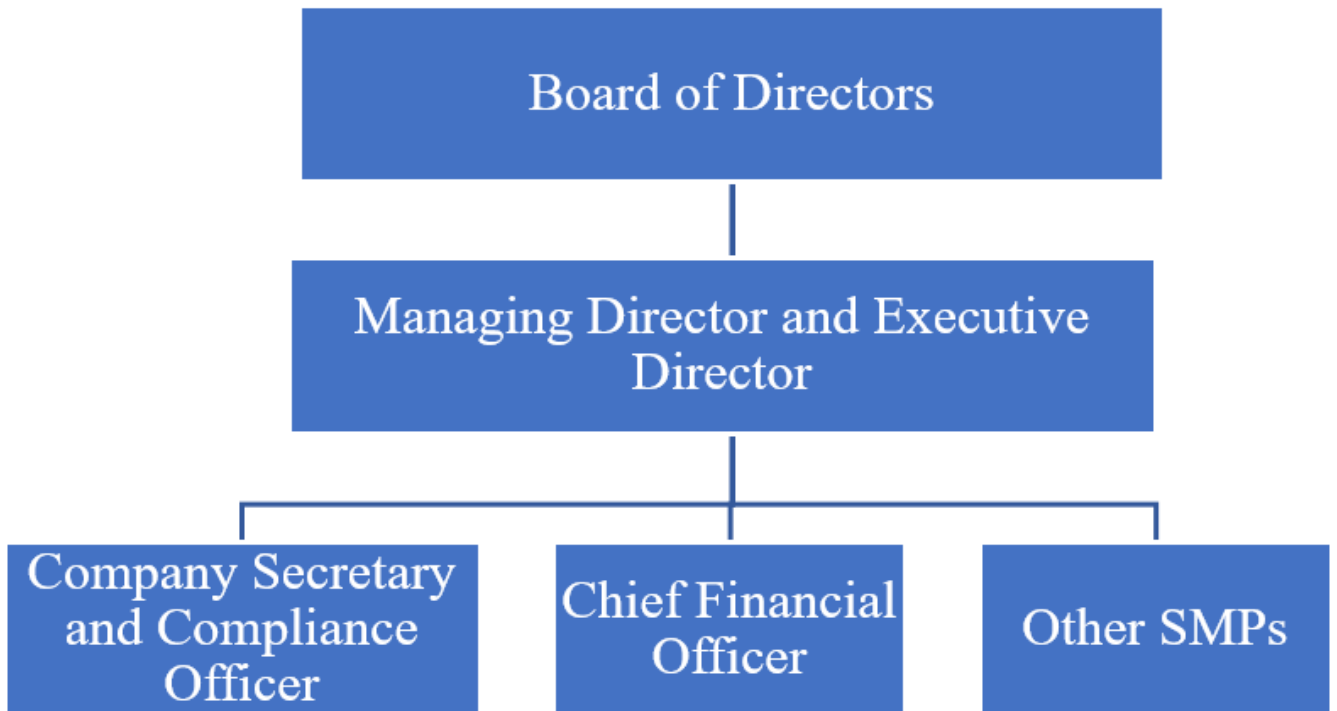 Board of Directors
Managing Director and Executive
Director
Company Secretary
and Compliance
Officer
Chief Financial
Officer
Other SMPs